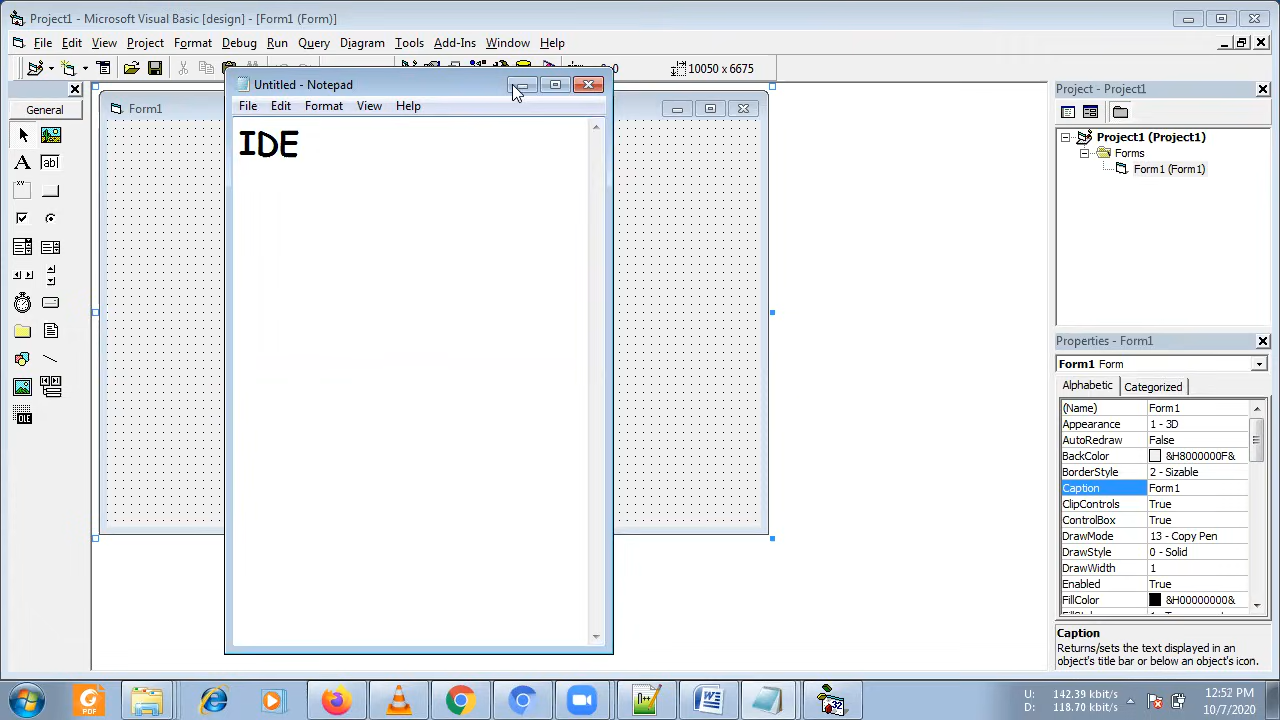 Project1 - Microsoft Visual Basic [design] - [Form1 (Form)]
File Edit View Project Format Debug Run Query Diagram Tools Add-Ins Window Help
10050 x 6675
General
Form1
Untitled - Notepad
File Edit Format View Help
IDE
Project - Project1
Project1 (Project1)
Forms
Form1 (Form1)
Properties - Form1
Form1 Form
Alphabetic Categorized
(Name) Form1
Appearance 1 - 3D
AutoRedraw False
BackColor &H8000000F&
BorderStyle 2 - Sizable
Caption Form1
ClipControls True
ControlBox True
DrawMode 13 - Copy Pen
DrawStyle 0 - Solid
DrawWidth 1
Enabled True
FillColor &H00000000&
Caption
Returns/sets the text displayed in an
object's title bar or below an object's icon.
U: 142.39 kbit/s
D: 118.70 kbit/s
12:52 PM
10/7/2020